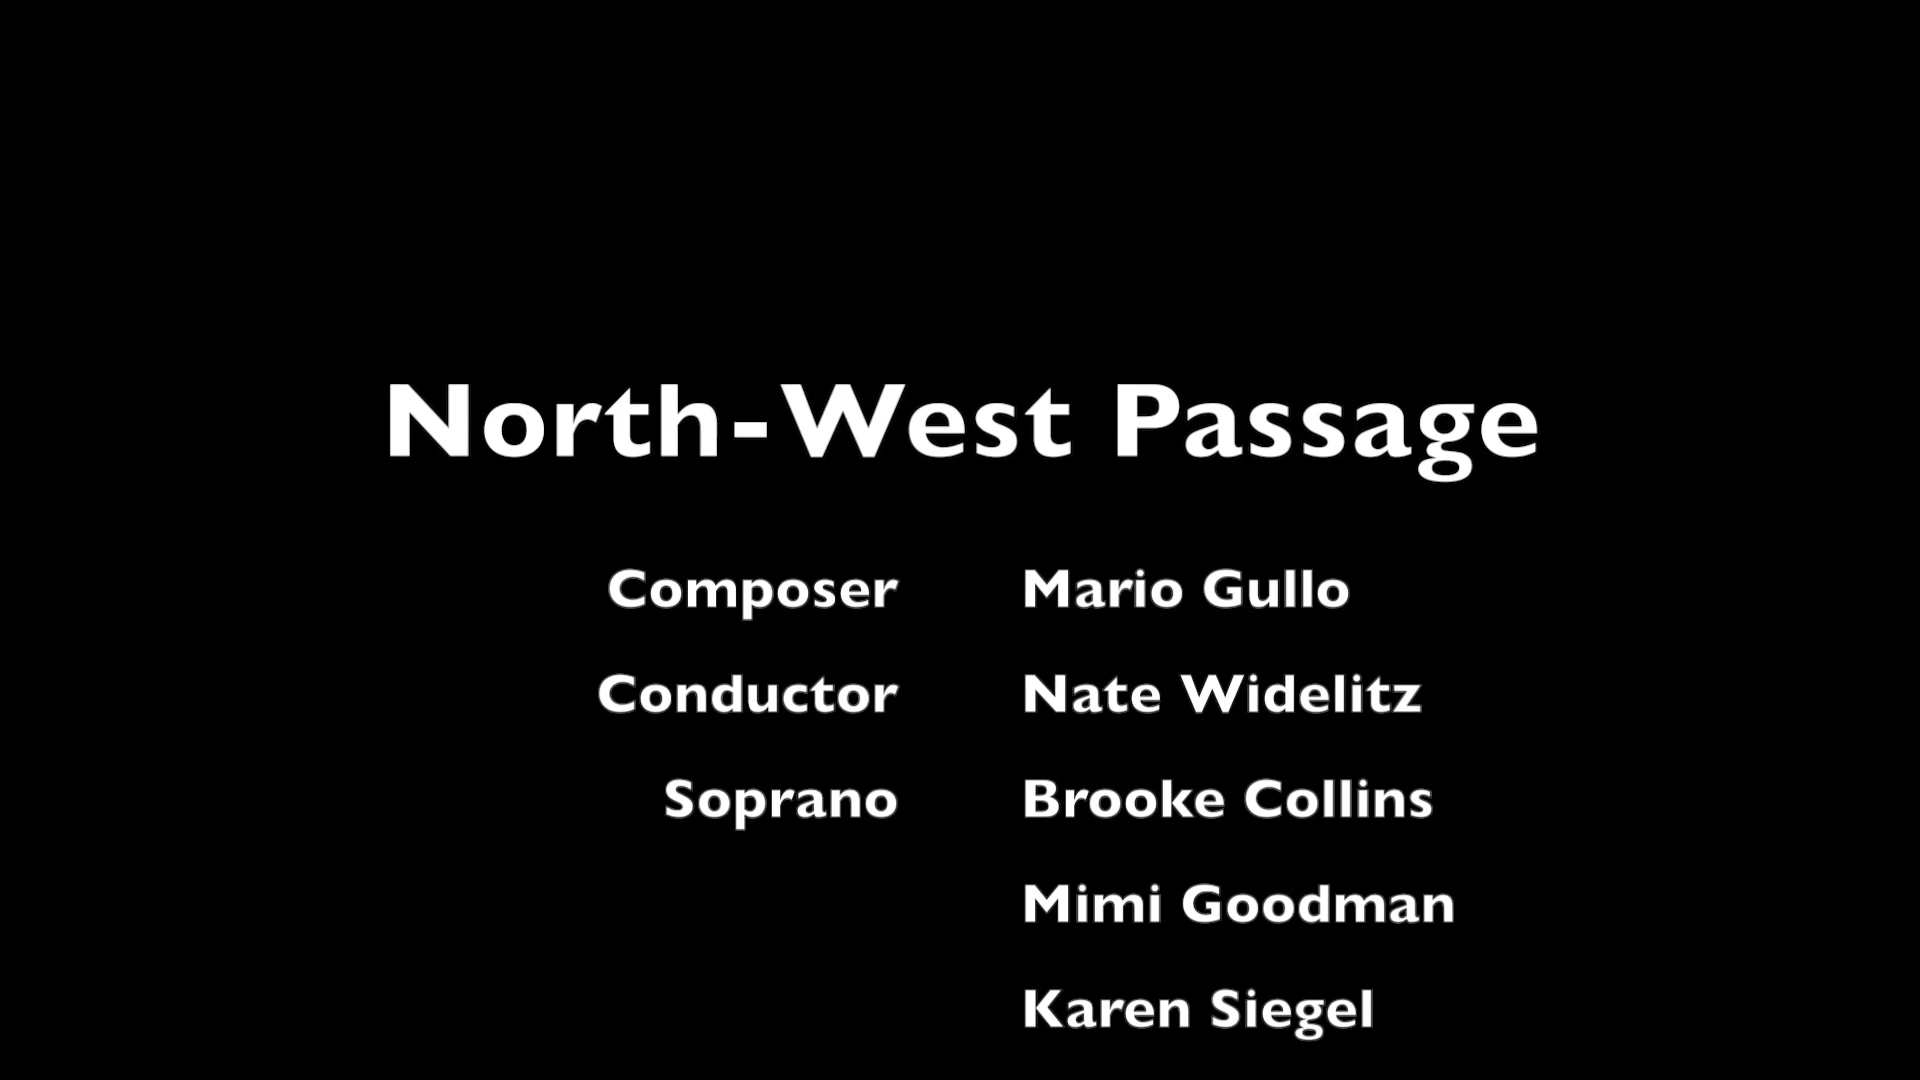 North-West Passage
Composer Mario Gullo
Conductor Nate Widelitz
Soprano Brooke Collins
Mimi Goodman
Karen Siegel